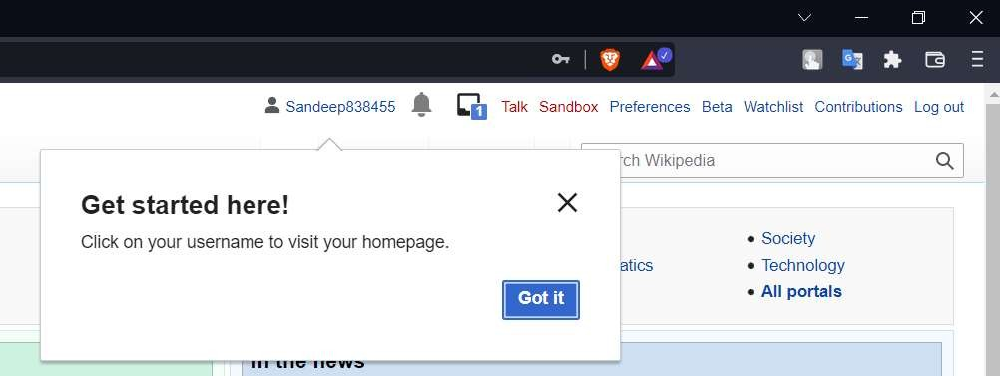 Sandeep838455 1 Talk Sandbox Preferences Beta Watchlist Contributions Log out
rch Wikipedia
Get started here!
Click on your username to visit your homepage.
Society
atics Technology
All portals
Got it
In the news